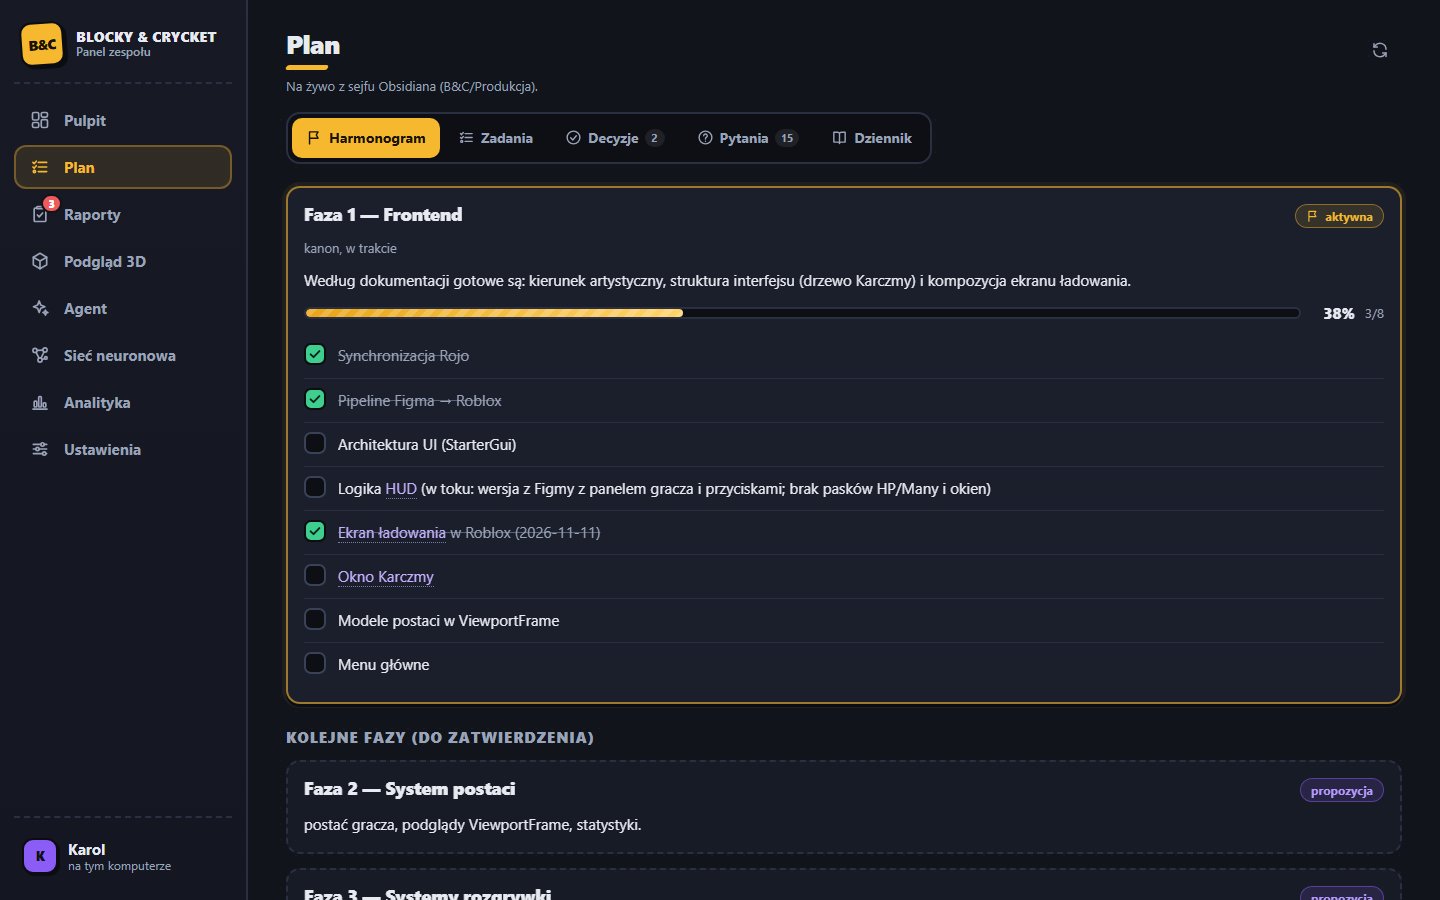 B&C
BLOCKY & CRYCKET
Panel zespołu
Pulpit
Plan
3
Raporty
Podgląd 3D
Agent
Sieć neuronowa
Analityka
Ustawienia
K
Karol
na tym komputerze
Plan
Na żywo z sejfu Obsidiana (B&C/Produkcja).
Harmonogram
Zadania
Decyzje 2
Pytania 15
Dziennik
Faza 1 — Frontend
aktywna
kanon, w trakcie
Według dokumentacji gotowe są: kierunek artystyczny, struktura interfejsu (drzewo Karczmy) i kompozycja ekranu ładowania.
38% 3/8
Synchronizacja Rojo
Pipeline Figma → Roblox
Architektura UI (StarterGui)
Logika HUD (w toku: wersja z Figmy z panelem gracza i przyciskami; brak pasków HP/Many i okien)
Ekran ładowania w Roblox (2026-11-11)
Okno Karczmy
Modele postaci w ViewportFrame
Menu główne
KOLEJNE FAZY (DO ZATWIERDZENIA)
Faza 2 — System postaci
propozycja
postać gracza, podglądy ViewportFrame, statystyki.
Faza 3 — Systemy rozgrywki
propozycja